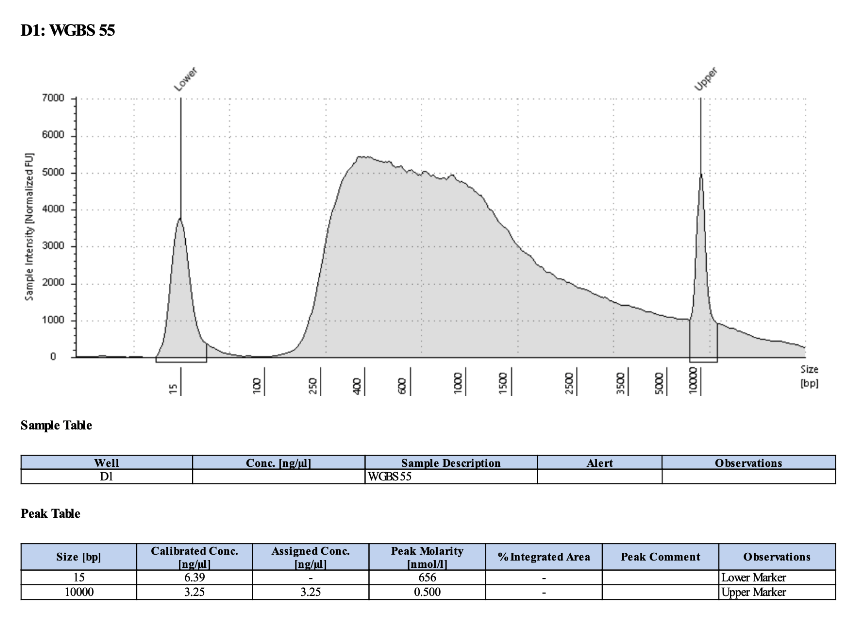 D1: WGBS 55
Lower
Upper
Sample Intensity [Normalized FU]
7000
6000
5000
4000
3000
2000
1000
0
15
100
250
400
600
1000
1500
2500
3500
5000
10000
Size
[bp]
Sample Table
Well Conc. [ng/µl] Sample Description Alert Observations
D1 WGBS 55
Peak Table
Size [bp] Calibrated Conc. [ng/µl] Assigned Conc. [ng/µl] Peak Molarity [nmol/l] % Integrated Area Peak Comment Observations
15 6.39 - 656 - Lower Marker
10000 3.25 3.25 0.500 - Upper Marker